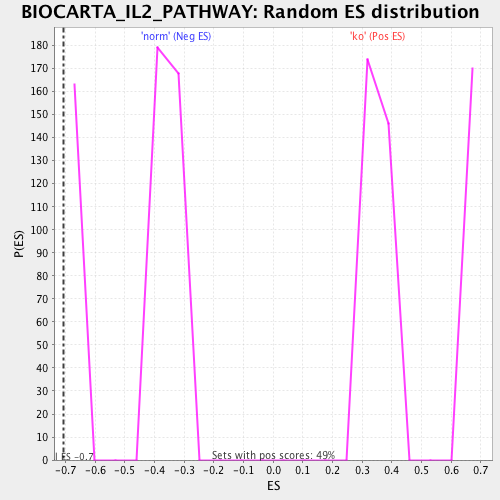 BIOCARTA_IL2_PATHWAY: Random ES distribution
'norm' (Neg ES)
'ko' (Pos ES)
180
170
160
150
140
130
120
110
100
90
80
70
60
50
40
30
20
10
0
P(ES)
ES -0.7
Sets with pos scores: 49%
-0.7 -0.6 -0.5 -0.4 -0.3 -0.2 -0.1 0.0 0.1 0.2 0.3 0.4 0.5 0.6 0.7
ES